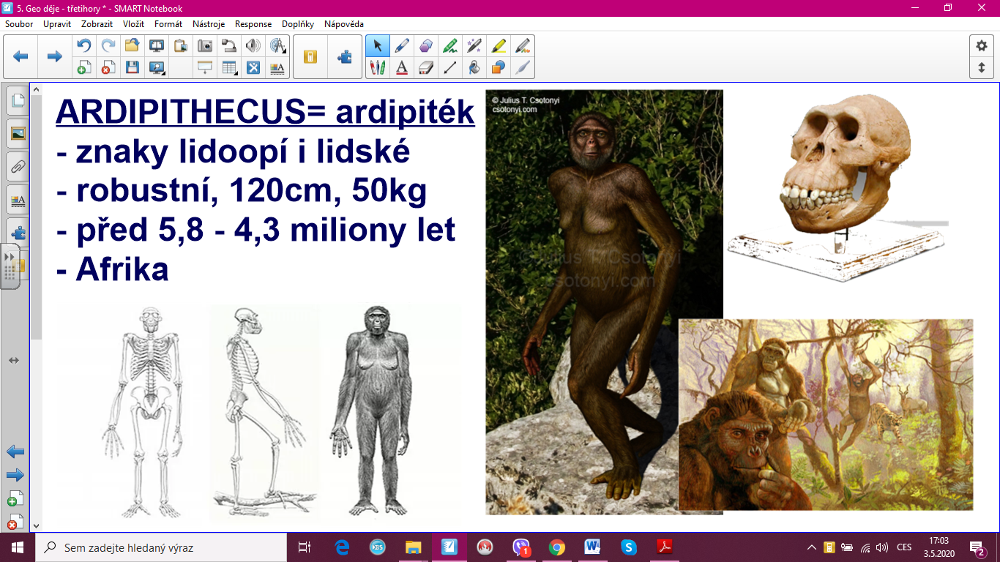 5. Geo děje - třetihory * - SMART Notebook
Soubor Upravit Zobrazit Vložit Formát Nástroje Response Doplňky Nápověda
ARDIPITHECUS= ardipiték
- znaky lidoopí i lidské
- robustní, 120cm, 50kg
- před 5,8 - 4,3 miliony let
- Afrika
© Julius T. Csotonyi
csotonyi.com
Julius T. Csotonyi
csotonyi.com
Sem zadejte hledaný výraz
CES
17:03
3.5.2020
1
2